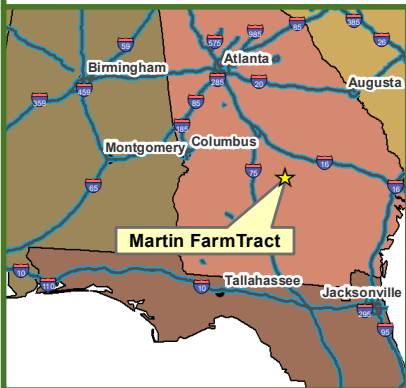 59
575
985
85
385
26
Birmingham
Atlanta
459
285
20
Augusta
359
85
185
Montgomery
Columbus
16
65
75
16
Martin FarmTract
10
110
Tallahassee
10
Jacksonville
295
95